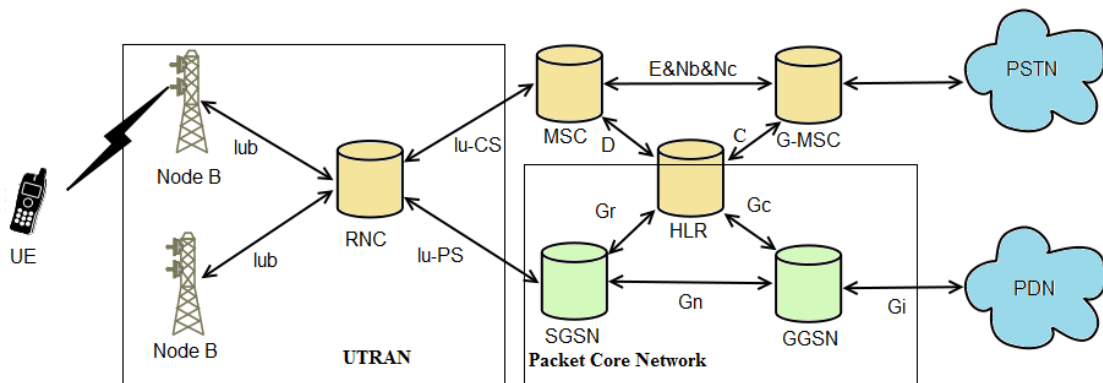 E&Nb&Nc
PSTN
MSC
G-MSC
D
C
Iub
Iu-CS
Node B
UE
RNC
HLR
Gr
Gc
Iub
Iu-PS
Gn
Gi
PDN
Node B
SGSN
GGSN
UTRAN
Packet Core Network